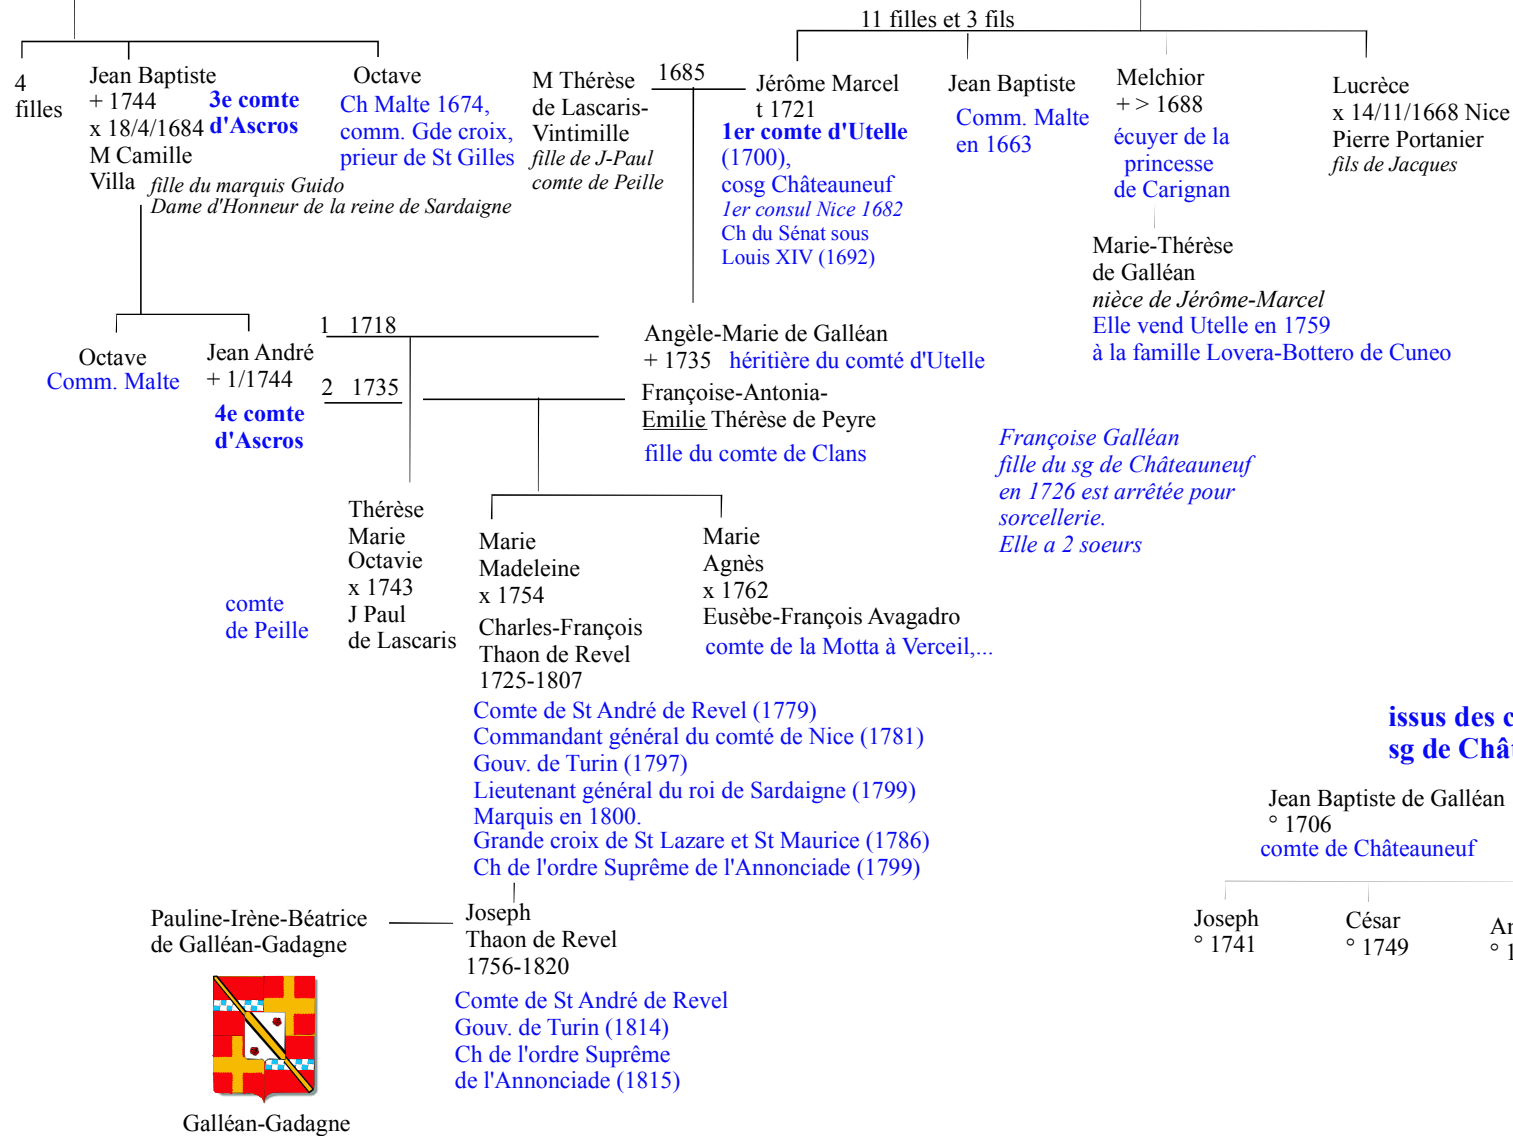 11 filles et 3 fils
4
filles
Jean Baptiste
+ 1744
x 18/4/1684
M Camille
Villa
3e comte
d'Ascros
fille du marquis Guido
Dame d'Honneur de la reine de Sardaigne
Octave
Ch Malte 1674,
comm. Gde croix,
prieur de St Gilles
M Thérèse
de Lascaris-
Vintimille
fille de J-Paul
comte de Peille
1685
Jérôme Marcel
t 1721
1er comte d'Utelle
(1700),
cosg Châteauneuf
1er consul Nice 1682
Ch du Sénat sous
Louis XIV (1692)
Jean Baptiste
Comm. Malte
en 1663
Melchior
+ > 1688
écuyer de la
princesse
de Carignan
Lucrèce
x 14/11/1668 Nice
Pierre Portanier
fils de Jacques
Marie-Thérèse
de Galléan
nièce de Jérôme-Marcel
Elle vend Utelle en 1759
à la famille Lovera-Bottero de Cuneo
Octave
Comm. Malte
Jean André
+ 1/1744
4e comte
d'Ascros
1 1718
2 1735
Angèle-Marie de Galléan
+ 1735 héritière du comté d'Utelle
Françoise-Antonia-
Emilie Thérèse de Peyre
fille du comte de Clans
Françoise Galléan
fille du sg de Châteauneuf
en 1726 est arrêtée pour
sorcellerie.
Elle a 2 soeurs
Thérèse
Marie
Octavie
x 1743
J Paul
de Lascaris
comte
de Peille
Marie
Madeleine
x 1754
Charles-François
Thaon de Revel
1725-1807
Marie
Agnès
x 1762
Eusèbe-François Avagadro
comte de la Motta à Verceil,...
Comte de St André de Revel (1779)
Commandant général du comté de Nice (1781)
Gouv. de Turin (1797)
Lieutenant général du roi de Sardaigne (1799)
Marquis en 1800.
Grande croix de St Lazare et St Maurice (1786)
Ch de l'ordre Suprême de l'Annonciade (1799)
issus des c
sg de Chât
Jean Baptiste de Galléan
° 1706
comte de Châteauneuf
Joseph
° 1741
César
° 1749
An
° 1
Pauline-Irène-Béatrice
de Galléan-Gadagne
Joseph
Thaon de Revel
1756-1820
Comte de St André de Revel
Gouv. de Turin (1814)
Ch de l'ordre Suprême
de l'Annonciade (1815)
Galléan-Gadagne